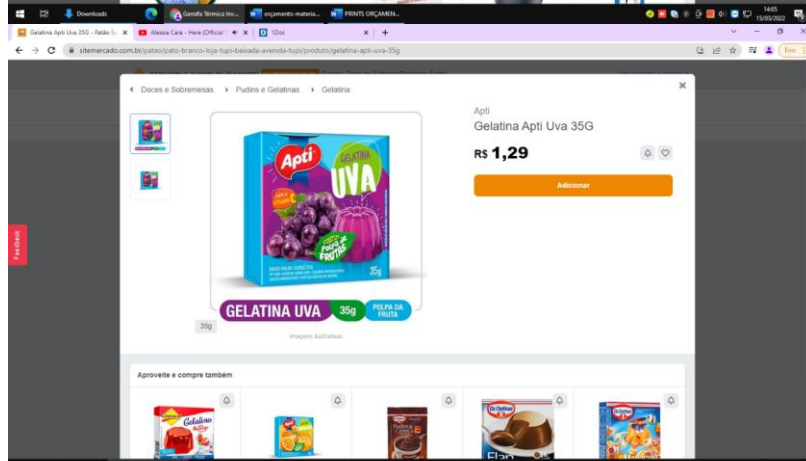 Downloads
Garrafa Térmica Inv...
orçamento materia...
PRINTS ORÇAMEN...
14:05
15/03/2022
Gelatina Apti Uva 35G - Patão S
Alessia Cara - Here (Official
1Doc
sitemercado.com.br/patao/pato-branco-loja-tupi-baixada-avenida-tupi/produto/gelatina-apti-uva-35g
Doces e Sobremesas > Pudins e Gelatinas > Gelatina
Apti
Gelatina Apti Uva 35G
R$ 1,29
Adicionar
Feedback
Apti
GELATINA
UVA
contém
POLPA DE
FRUTAS
35g
GELATINA UVA
35g
POLPA DA
FRUTA
35g
Imagens ilustrativas
Aproveite e compre também
Gelatina
Apti
Dr.Oetker
Flan
Dr.Oetker